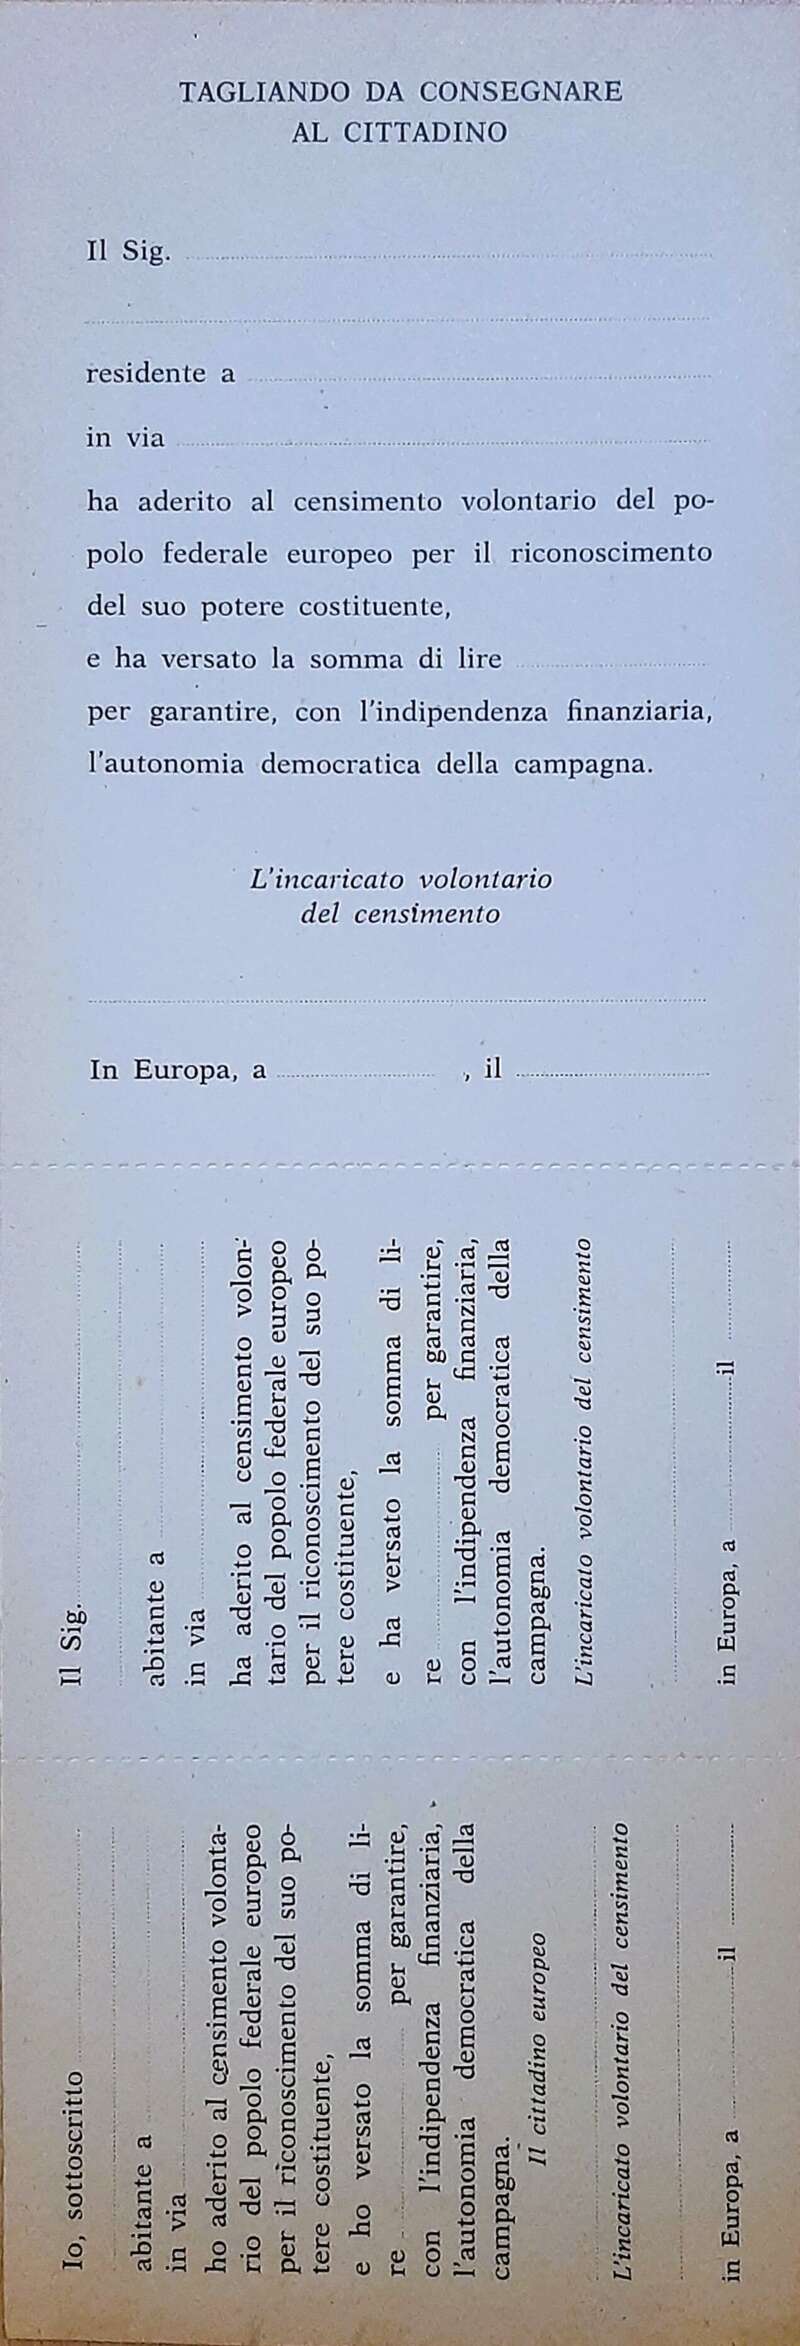 TAGLIANDO DA CONSEGNARE
AL CITTADINO
Il Sig.
residente a
in via
ha aderito al censimento volontario del po-
polo federale europeo per il riconoscimento
del suo potere costituente,
e ha versato la somma di lire
per garantire, con l'indipendenza finanziaria,
l'autonomia democratica della campagna.
L'incaricato volontario
del censimento
In Europa, a , il
Il Sig.
abitante a
in via
ha aderito al censimento volon-
tario del popolo federale europeo
per il riconoscimento del suo po-
tere costituente,
e ha versato la somma di li-
re per garantire,
con l'indipendenza finanziaria,
l'autonomia democratica della
campagna.
L'incaricato volontario del censimento
in Europa, a il
Io, sottoscritto
abitante a
in via
ho aderito al censimento volonta-
rio del popolo federale europeo
per il riconoscimento del suo po-
tere costituente,
e ho versato la somma di li-
re per garantire,
con l'indipendenza finanziaria,
l'autonomia democratica della
campagna.
Il cittadino europeo
L'incaricato volontario del censimento
in Europa, a il